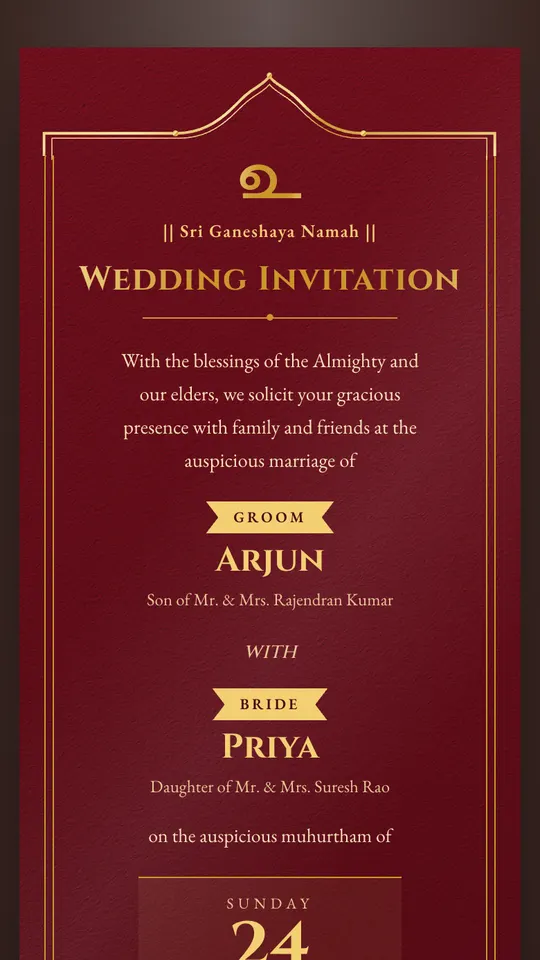 உ
|| Sri Ganeshaya Namah ||
Wedding Invitation
With the blessings of the Almighty and
our elders, we solicit your gracious
presence with family and friends at the
auspicious marriage of
GROOM
Arjun
Son of Mr. & Mrs. Rajendran Kumar
WITH
BRIDE
Priya
Daughter of Mr. & Mrs. Suresh Rao
on the auspicious muhurtham of
SUNDAY
24